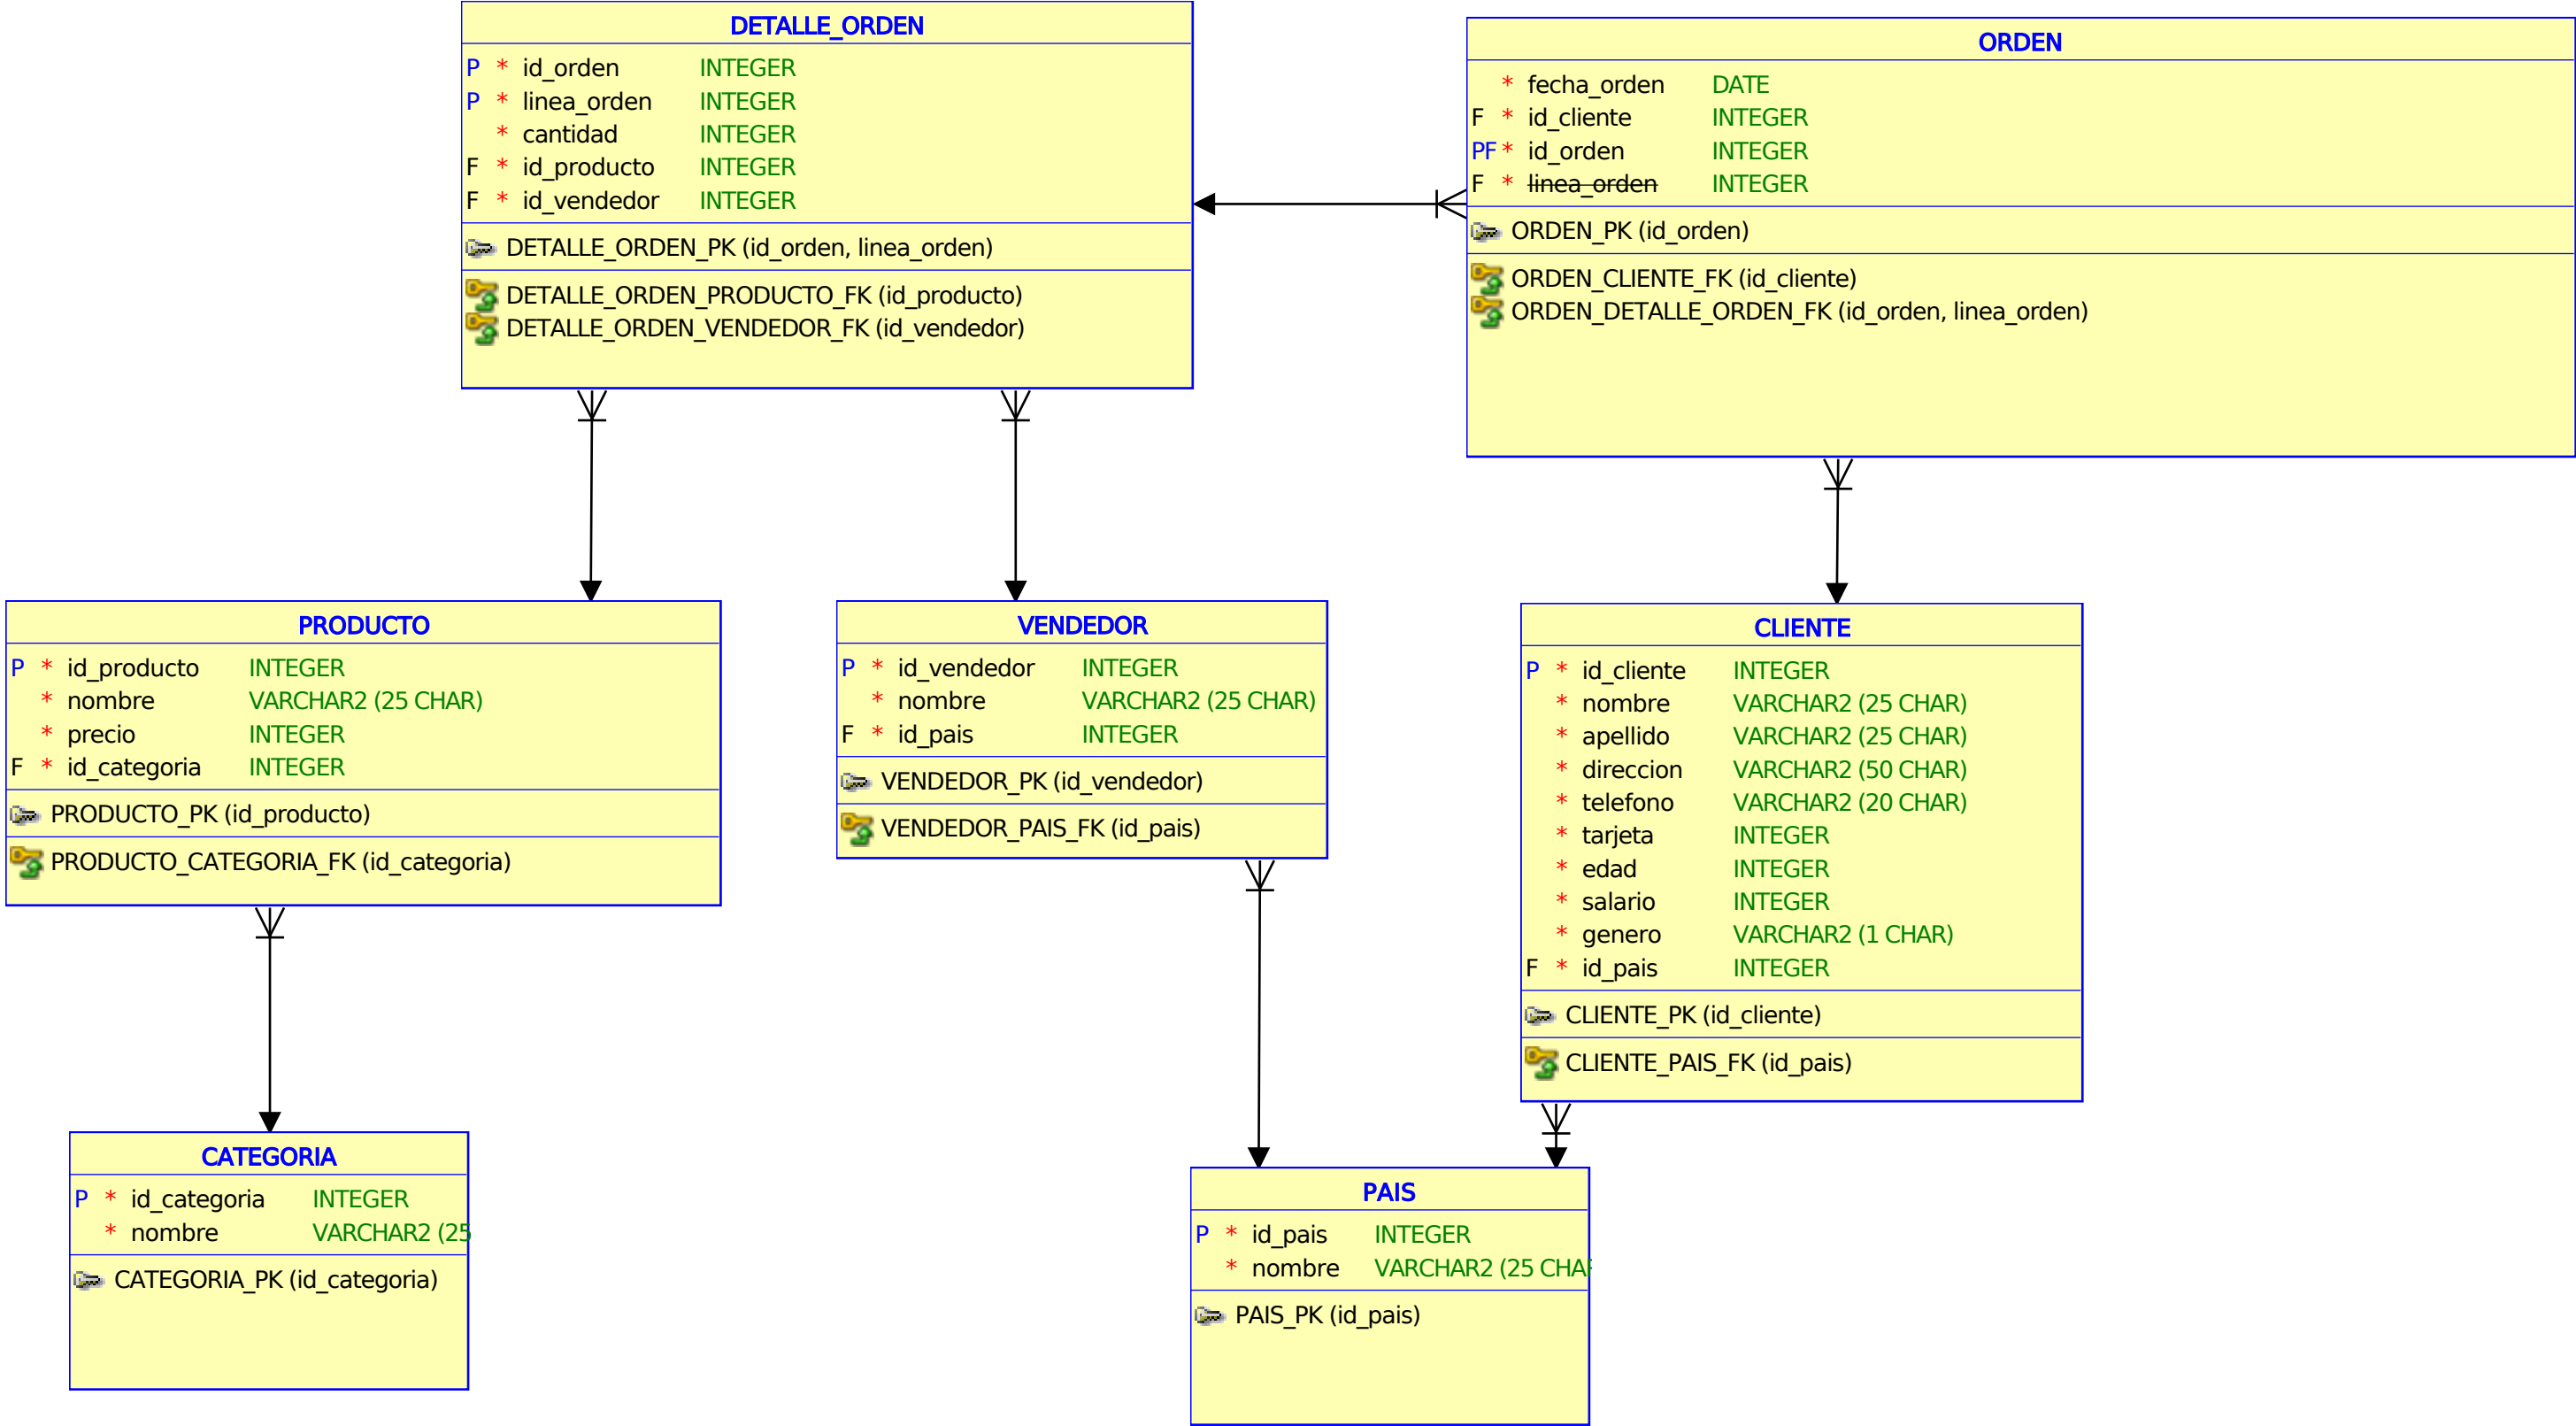 DETALLE_ORDEN
P * id_orden INTEGER
P * linea_orden INTEGER
* cantidad INTEGER
F * id_producto INTEGER
F * id_vendedor INTEGER
DETALLE_ORDEN_PK (id_orden, linea_orden)
DETALLE_ORDEN_PRODUCTO_FK (id_producto)
DETALLE_ORDEN_VENDEDOR_FK (id_vendedor)
ORDEN
* fecha_orden DATE
F * id_cliente INTEGER
PF * id_orden INTEGER
F * linea_orden INTEGER
ORDEN_PK (id_orden)
ORDEN_CLIENTE_FK (id_cliente)
ORDEN_DETALLE_ORDEN_FK (id_orden, linea_orden)
PRODUCTO
P * id_producto INTEGER
* nombre VARCHAR2 (25 CHAR)
* precio INTEGER
F * id_categoria INTEGER
PRODUCTO_PK (id_producto)
PRODUCTO_CATEGORIA_FK (id_categoria)
VENDEDOR
P * id_vendedor INTEGER
* nombre VARCHAR2 (25 CHAR)
F * id_pais INTEGER
VENDEDOR_PK (id_vendedor)
VENDEDOR_PAIS_FK (id_pais)
CLIENTE
P * id_cliente INTEGER
* nombre VARCHAR2 (25 CHAR)
* apellido VARCHAR2 (25 CHAR)
* direccion VARCHAR2 (50 CHAR)
* telefono VARCHAR2 (20 CHAR)
* tarjeta INTEGER
* edad INTEGER
* salario INTEGER
* genero VARCHAR2 (1 CHAR)
F * id_pais INTEGER
CLIENTE_PK (id_cliente)
CLIENTE_PAIS_FK (id_pais)
CATEGORIA
P * id_categoria INTEGER
* nombre VARCHAR2 (25
CATEGORIA_PK (id_categoria)
PAIS
P * id_pais INTEGER
* nombre VARCHAR2 (25 CHA
PAIS_PK (id_pais)